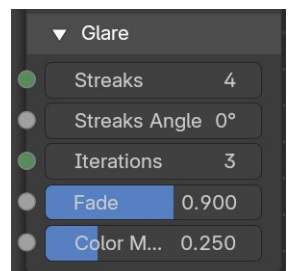 Glare
Streaks 4
Streaks Angle 0°
Iterations 3
Fade 0.900
Color M... 0.250